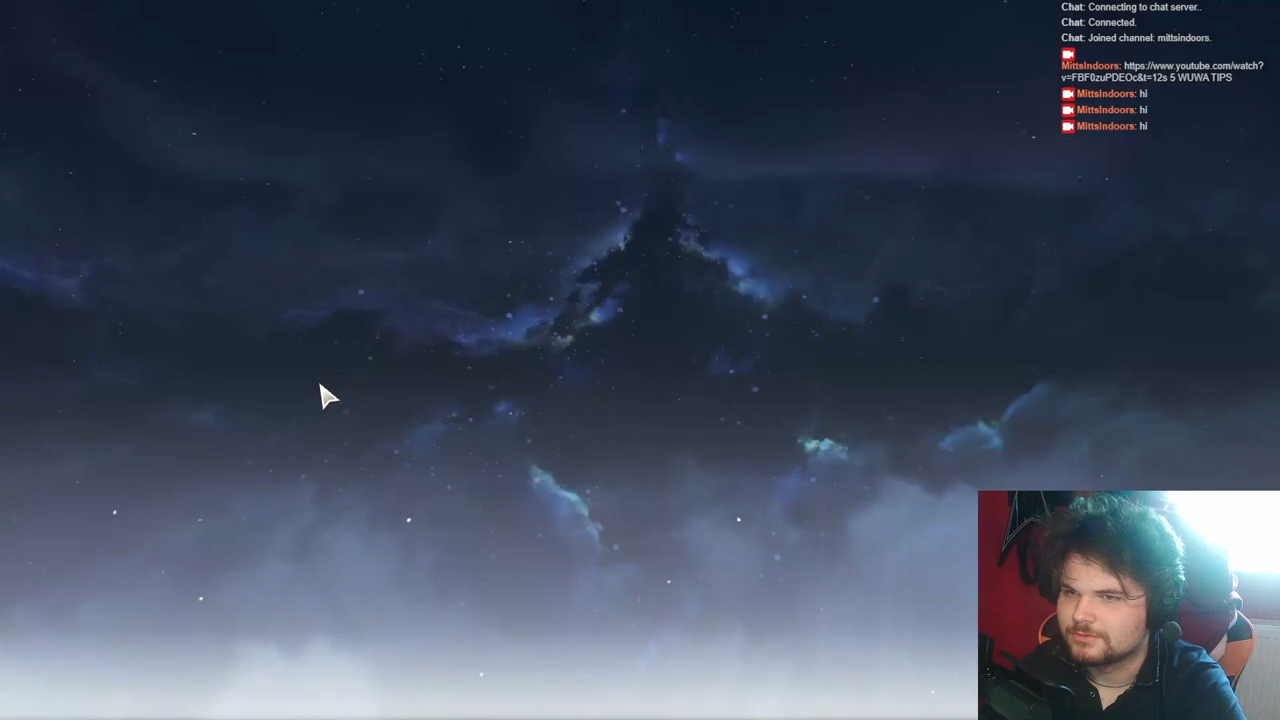 Chat: Connecting to chat server..
Chat: Connected.
Chat: Joined channel: mittsindoors.
MittsIndoors: https://www.youtube.com/watch?
v=FBF0zuPDEOc&t=12s 5 WUWA TIPS
MittsIndoors: hi
MittsIndoors: hi
MittsIndoors: hi